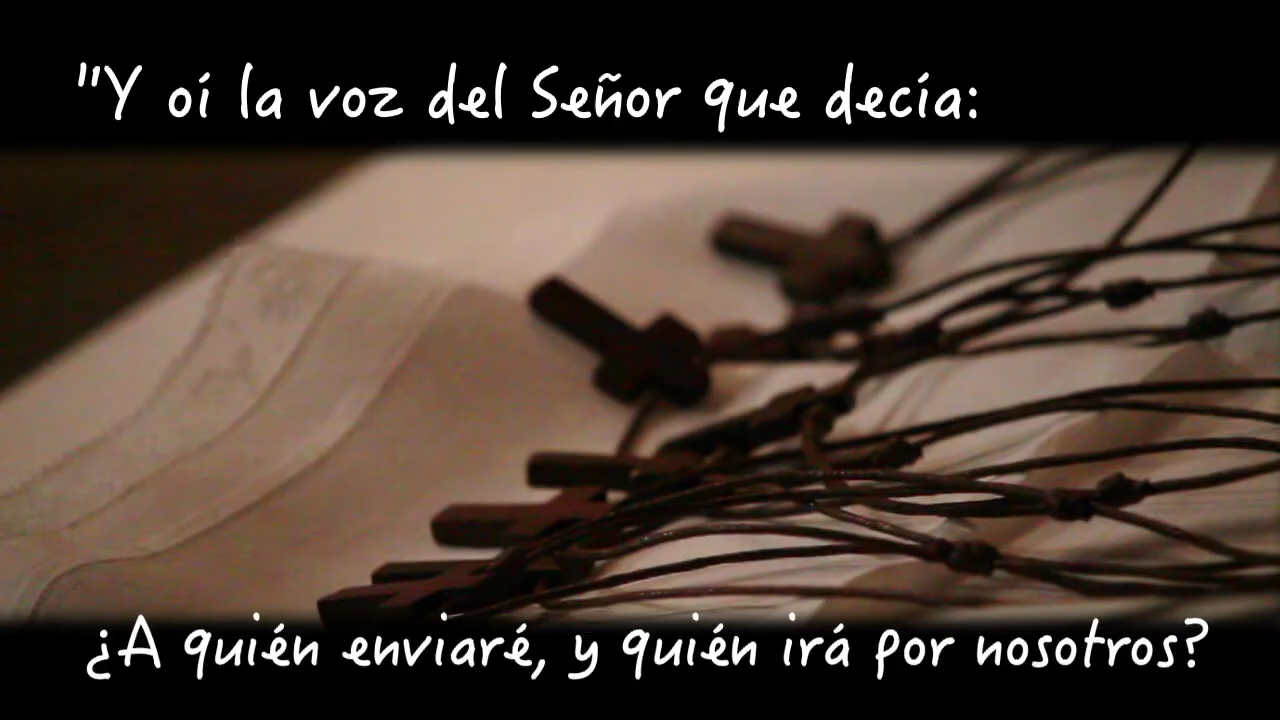 "Y oí la voz del Señor que decía:
¿A quién enviaré, y quién irá por nosotros?